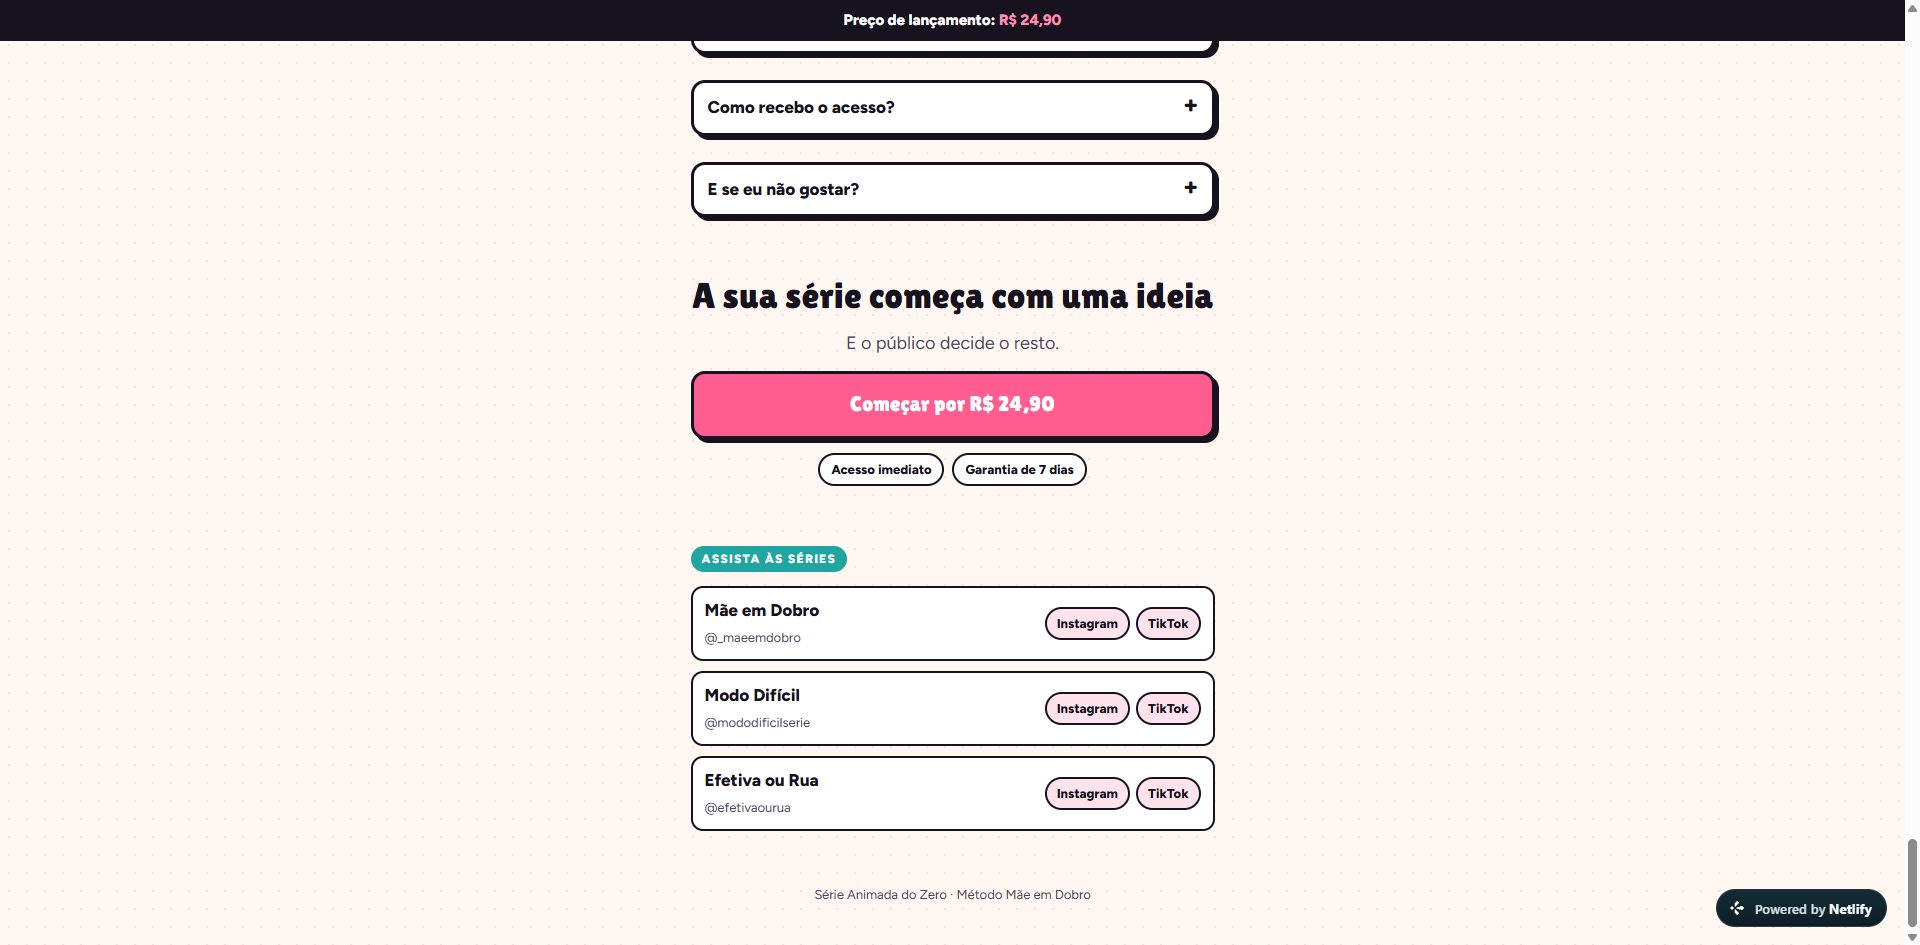 Preço de lançamento: R$ 24,90
Como recebo o acesso? +
E se eu não gostar? +
A sua série começa com uma ideia
E o público decide o resto.
Começar por R$ 24,90
Acesso imediato Garantia de 7 dias
ASSISTA ÀS SÉRIES
Mãe em Dobro
@_maeemdobro
Instagram TikTok
Modo Difícil
@mododificilserie
Instagram TikTok
Efetiva ou Rua
@efetivaourua
Instagram TikTok
Série Animada do Zero · Método Mãe em Dobro
Powered by Netlify